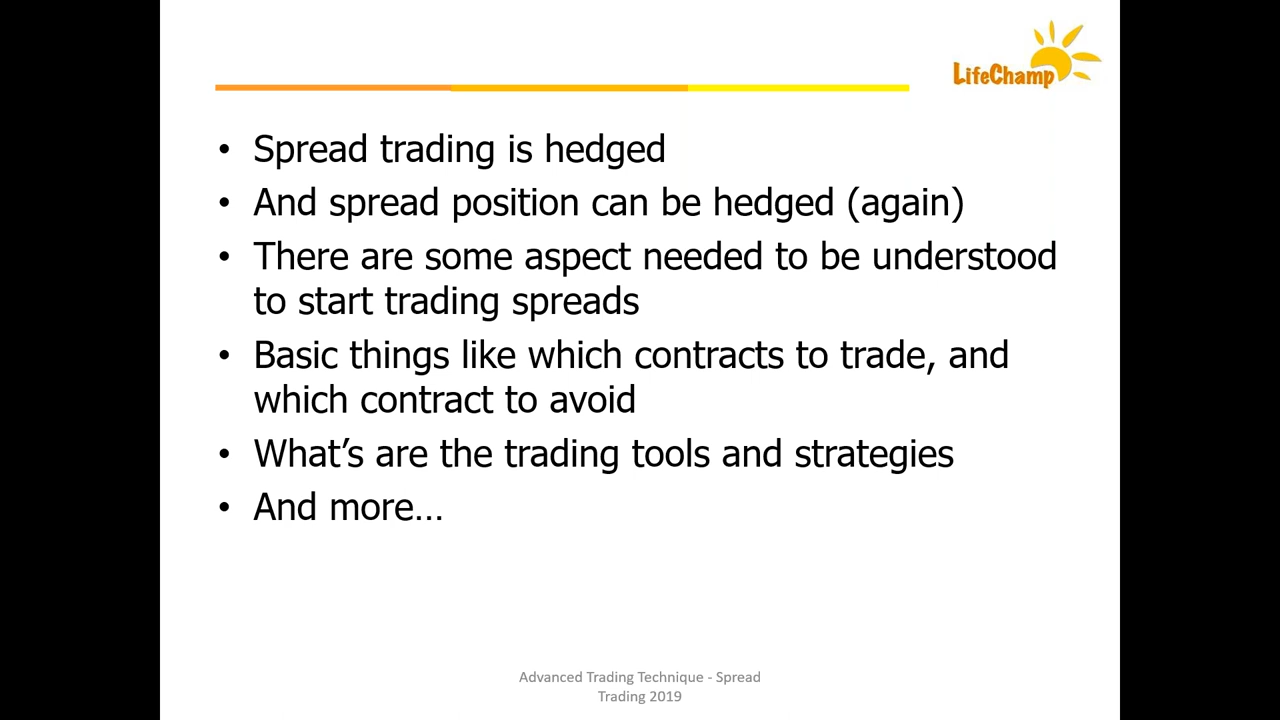 LifeChamp
• Spread trading is hedged
• And spread position can be hedged (again)
• There are some aspect needed to be understood
to start trading spreads
• Basic things like which contracts to trade, and
which contract to avoid
• What’s are the trading tools and strategies
• And more…
Advanced Trading Technique - Spread
Trading 2019